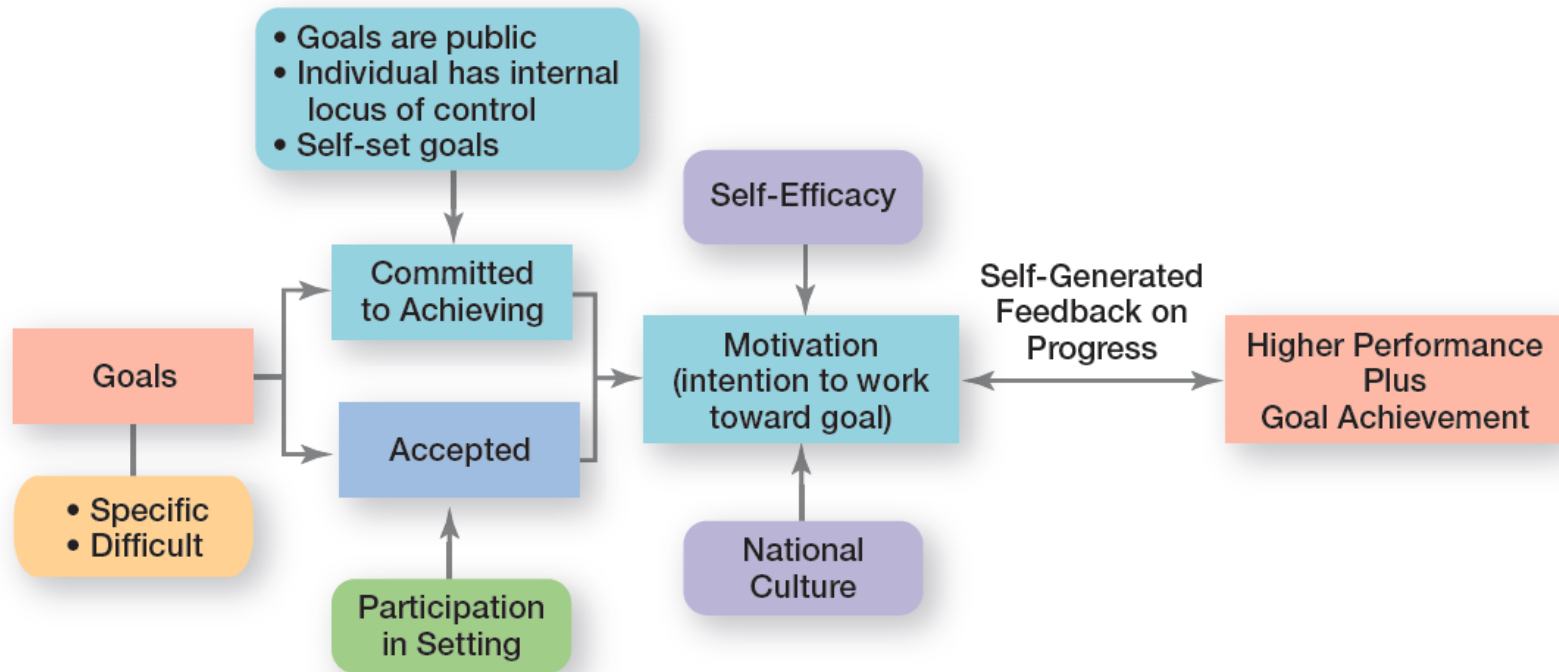 • Goals are public
• Individual has internal
locus of control
• Self-set goals
Self-Efficacy
Committed
to Achieving
Self-Generated
Feedback on
Progress
Goals
Motivation
(intention to work
toward goal)
Higher Performance
Plus
Goal Achievement
Accepted
• Specific
• Difficult
National
Culture
Participation
in Setting